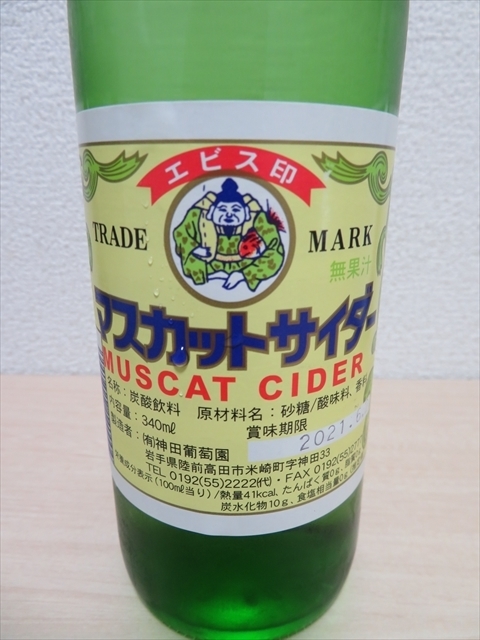 エビス印
TRADE MARK
無果汁
マスカットサイダー
MUSCAT CIDER
名称：炭酸飲料 原材料名：砂糖/酸味料、香料
内容量：340㎖ 賞味期限
2021.
製造者：㈲神田葡萄園
岩手県陸前高田市米崎町字神田33
TEL 0192(55)2222㈹・FAX 0192(55)
栄養成分表示(100㎖当り)/熱量41kcal、たんぱく質0g、
炭水化物10g、食塩相当量0g